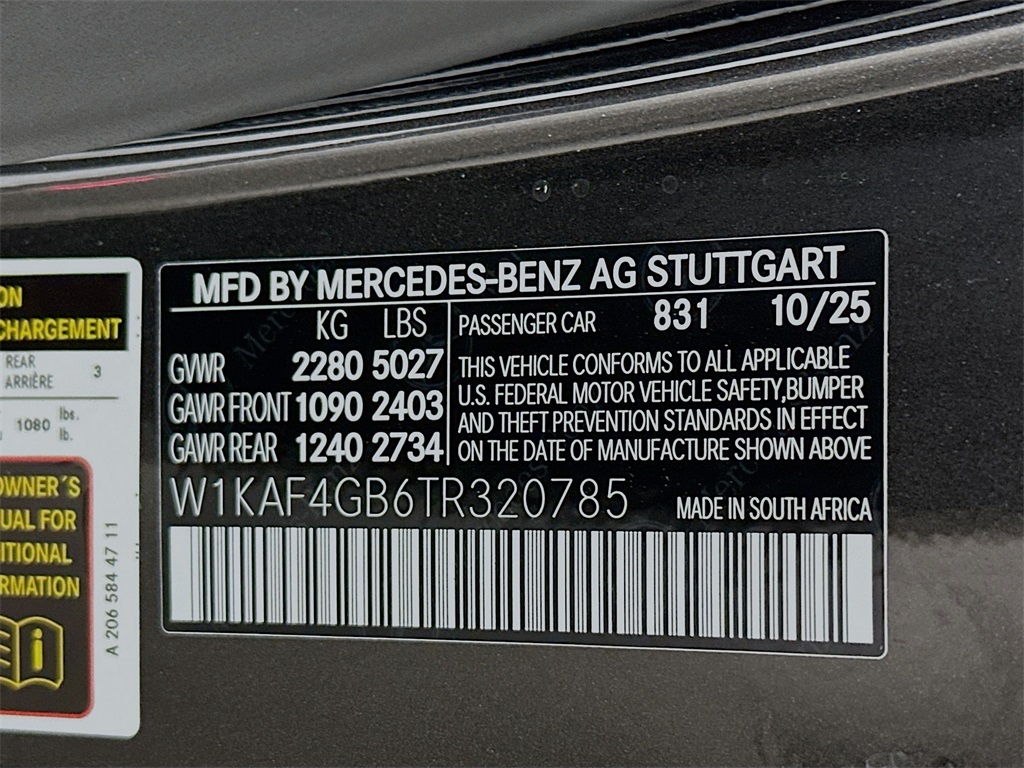 ON
CHARGEMENT
REAR
ARRIÈRE
3
1080 lbs.
lb.
OWNER´S
UAL FOR
ITIONAL
RMATION
A 206 584 47 11
MFD BY MERCEDES-BENZ AG STUTTGART
KG LBS
GVWR 2280 5027
GAWR FRONT 1090 2403
GAWR REAR 1240 2734
PASSENGER CAR 831 10/25
THIS VEHICLE CONFORMS TO ALL APPLICABLE
U.S. FEDERAL MOTOR VEHICLE SAFETY,BUMPER
AND THEFT PREVENTION STANDARDS IN EFFECT
ON THE DATE OF MANUFACTURE SHOWN ABOVE
W1KAF4GB6TR320785
MADE IN SOUTH AFRICA